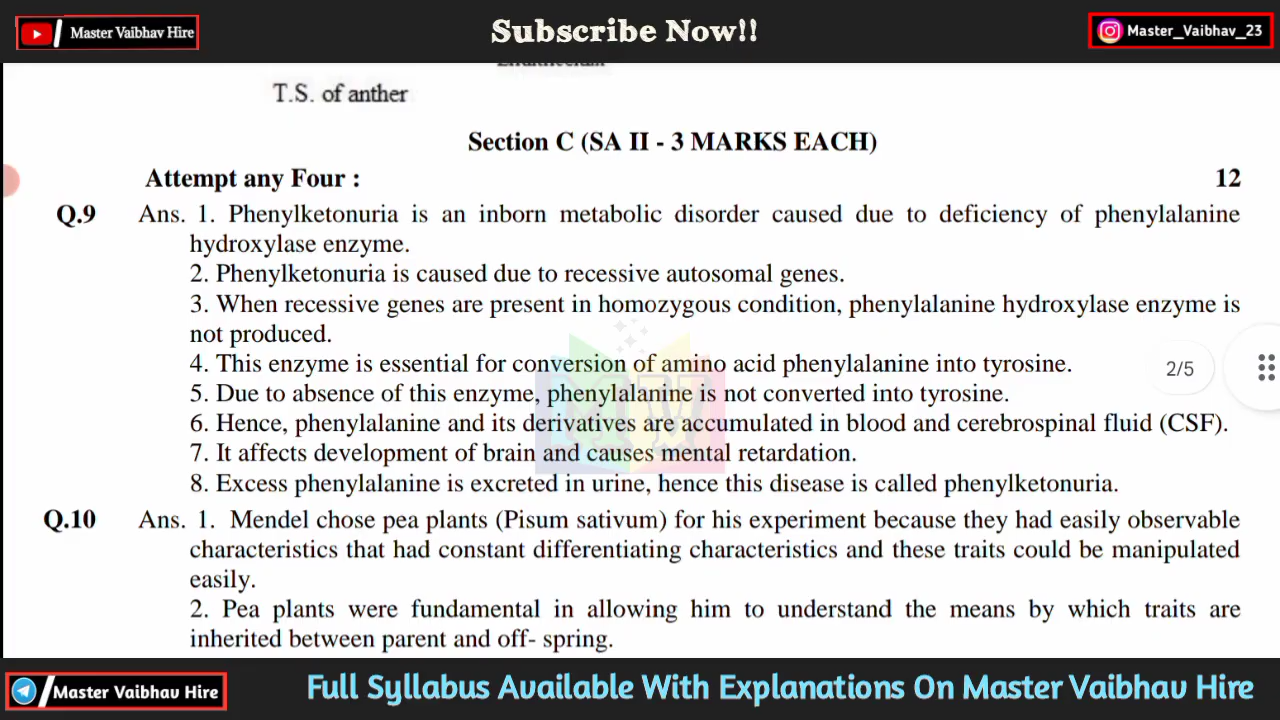 Master Vaibhav Hire
Subscribe Now!!
Master_Vaibhav_23
T.S. of anther
Section C (SA II - 3 MARKS EACH)
Attempt any Four : 12
Q.9 Ans. 1. Phenylketonuria is an inborn metabolic disorder caused due to deficiency of phenylalanine
hydroxylase enzyme.
2. Phenylketonuria is caused due to recessive autosomal genes.
3. When recessive genes are present in homozygous condition, phenylalanine hydroxylase enzyme is
not produced.
4. This enzyme is essential for conversion of amino acid phenylalanine into tyrosine.
2/5
5. Due to absence of this enzyme, phenylalanine is not converted into tyrosine.
6. Hence, phenylalanine and its derivatives are accumulated in blood and cerebrospinal fluid (CSF).
7. It affects development of brain and causes mental retardation.
8. Excess phenylalanine is excreted in urine, hence this disease is called phenylketonuria.
Q.10 Ans. 1. Mendel chose pea plants (Pisum sativum) for his experiment because they had easily observable
characteristics that had constant differentiating characteristics and these traits could be manipulated
easily.
2. Pea plants were fundamental in allowing him to understand the means by which traits are
inherited between parent and off- spring.
Master Vaibhav Hire
Full Syllabus Available With Explanations On Master Vaibhav Hire